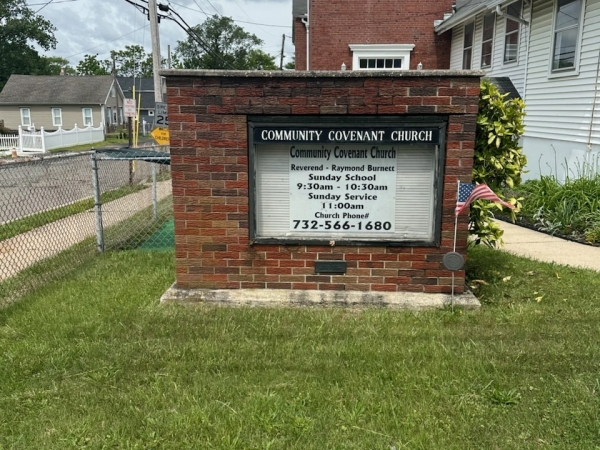 COMMUNITY COVENANT CHURCH
Community Covenant Church
Reverend - Raymond Burnett
Sunday School
9:30am - 10:30am
Sunday Service
11:00am
Church Phone#
732-566-1680
25